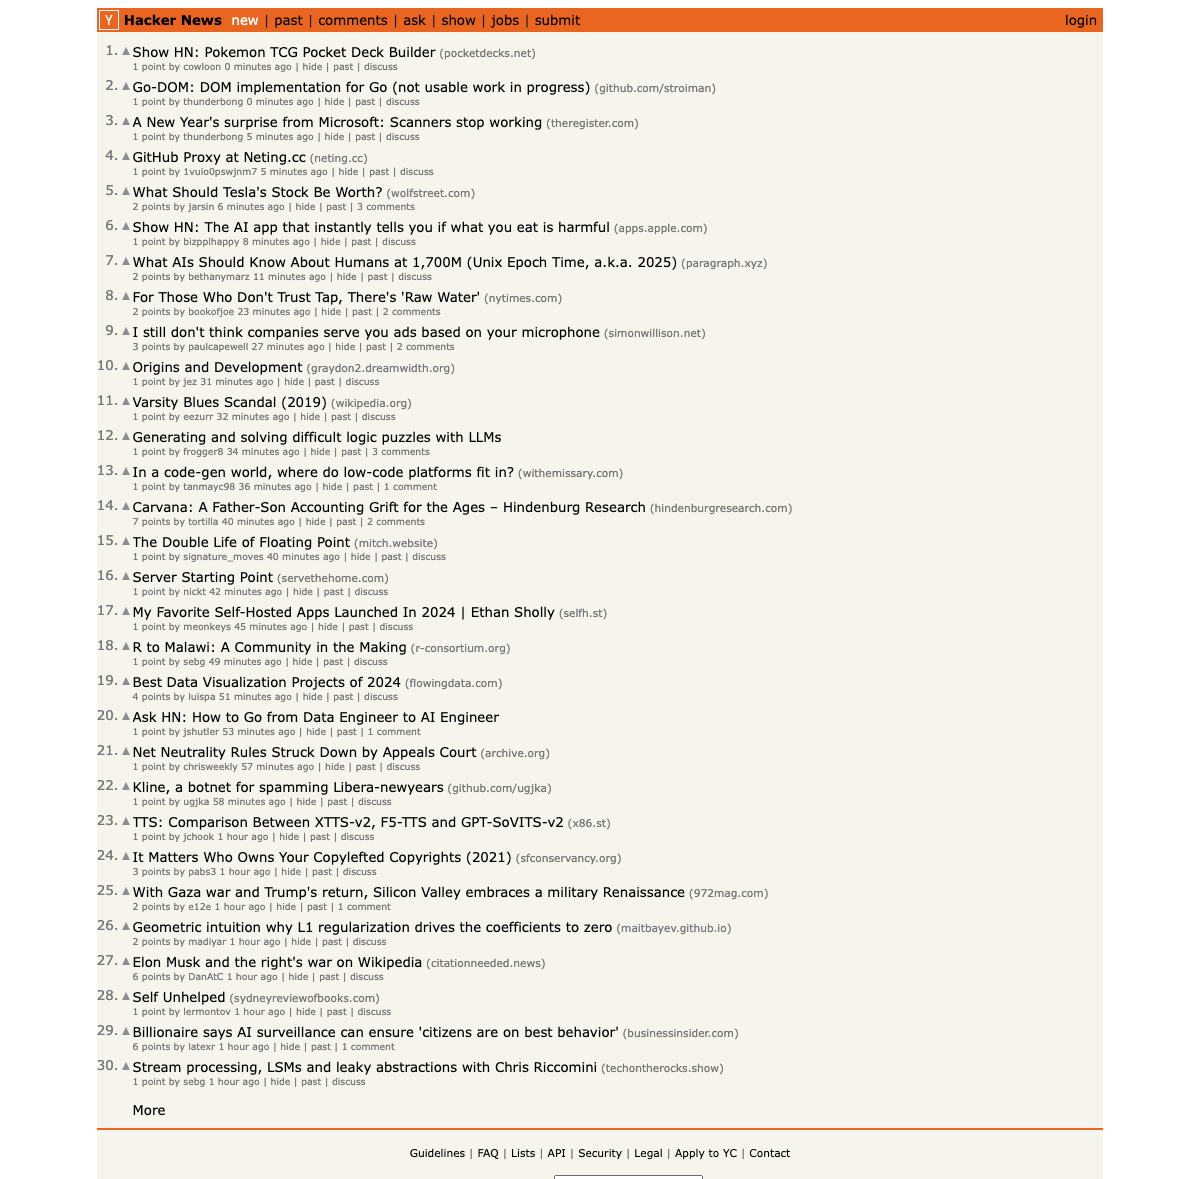 Y Hacker News new | past | comments | ask | show | jobs | submit login
1. Show HN: Pokemon TCG Pocket Deck Builder (pocketdecks.net)
1 point by cowloon 0 minutes ago | hide | past | discuss
2. Go-DOM: DOM implementation for Go (not usable work in progress) (github.com/stroiman)
1 point by thunderbong 0 minutes ago | hide | past | discuss
3. A New Year's surprise from Microsoft: Scanners stop working (theregister.com)
1 point by thunderbong 5 minutes ago | hide | past | discuss
4. GitHub Proxy at Neting.cc (neting.cc)
1 point by 1vuio0pswjnm7 5 minutes ago | hide | past | discuss
5. What Should Tesla's Stock Be Worth? (wolfstreet.com)
2 points by jarsin 6 minutes ago | hide | past | 3 comments
6. Show HN: The AI app that instantly tells you if what you eat is harmful (apps.apple.com)
1 point by bizpplhappy 8 minutes ago | hide | past | discuss
7. What AIs Should Know About Humans at 1,700M (Unix Epoch Time, a.k.a. 2025) (paragraph.xyz)
2 points by bethanymarz 11 minutes ago | hide | past | discuss
8. For Those Who Don't Trust Tap, There's 'Raw Water' (nytimes.com)
2 points by bookofjoe 23 minutes ago | hide | past | 2 comments
9. I still don't think companies serve you ads based on your microphone (simonwillison.net)
3 points by paulcapewell 27 minutes ago | hide | past | 2 comments
10. Origins and Development (graydon2.dreamwidth.org)
1 point by jez 31 minutes ago | hide | past | discuss
11. Varsity Blues Scandal (2019) (wikipedia.org)
1 point by eezurr 32 minutes ago | hide | past | discuss
12. Generating and solving difficult logic puzzles with LLMs
1 point by frogger8 34 minutes ago | hide | past | 3 comments
13. In a code-gen world, where do low-code platforms fit in? (withemissary.com)
1 point by tanmayc98 36 minutes ago | hide | past | 1 comment
14. Carvana: A Father-Son Accounting Grift for the Ages – Hindenburg Research (hindenburgresearch.com)
7 points by tortilla 40 minutes ago | hide | past | 2 comments
15. The Double Life of Floating Point (mitch.website)
1 point by signature_moves 40 minutes ago | hide | past | discuss
16. Server Starting Point (servethehome.com)
1 point by nickt 42 minutes ago | hide | past | discuss
17. My Favorite Self-Hosted Apps Launched In 2024 | Ethan Sholly (selfh.st)
1 point by meonkeys 45 minutes ago | hide | past | discuss
18. R to Malawi: A Community in the Making (r-consortium.org)
1 point by sebg 49 minutes ago | hide | past | discuss
19. Best Data Visualization Projects of 2024 (flowingdata.com)
4 points by luispa 51 minutes ago | hide | past | discuss
20. Ask HN: How to Go from Data Engineer to AI Engineer
1 point by jshutler 53 minutes ago | hide | past | 1 comment
21. Net Neutrality Rules Struck Down by Appeals Court (archive.org)
1 point by chrisweekly 57 minutes ago | hide | past | discuss
22. Kline, a botnet for spamming Libera-newyears (github.com/ugjka)
1 point by ugjka 58 minutes ago | hide | past | discuss
23. TTS: Comparison Between XTTS-v2, F5-TTS and GPT-SoVITS-v2 (x86.st)
1 point by jchook 1 hour ago | hide | past | discuss
24. It Matters Who Owns Your Copylefted Copyrights (2021) (sfconservancy.org)
3 points by pabs3 1 hour ago | hide | past | discuss
25. With Gaza war and Trump's return, Silicon Valley embraces a military Renaissance (972mag.com)
2 points by e12e 1 hour ago | hide | past | 1 comment
26. Geometric intuition why L1 regularization drives the coefficients to zero (maitbayev.github.io)
2 points by madiyar 1 hour ago | hide | past | discuss
27. Elon Musk and the right's war on Wikipedia (citationneeded.news)
6 points by DanAtC 1 hour ago | hide | past | discuss
28. Self Unhelped (sydneyreviewofbooks.com)
1 point by lermontov 1 hour ago | hide | past | discuss
29. Billionaire says AI surveillance can ensure 'citizens are on best behavior' (businessinsider.com)
6 points by latexr 1 hour ago | hide | past | 1 comment
30. Stream processing, LSMs and leaky abstractions with Chris Riccomini (techontherocks.show)
1 point by sebg 1 hour ago | hide | past | discuss
More
Guidelines | FAQ | Lists | API | Security | Legal | Apply to YC | Contact